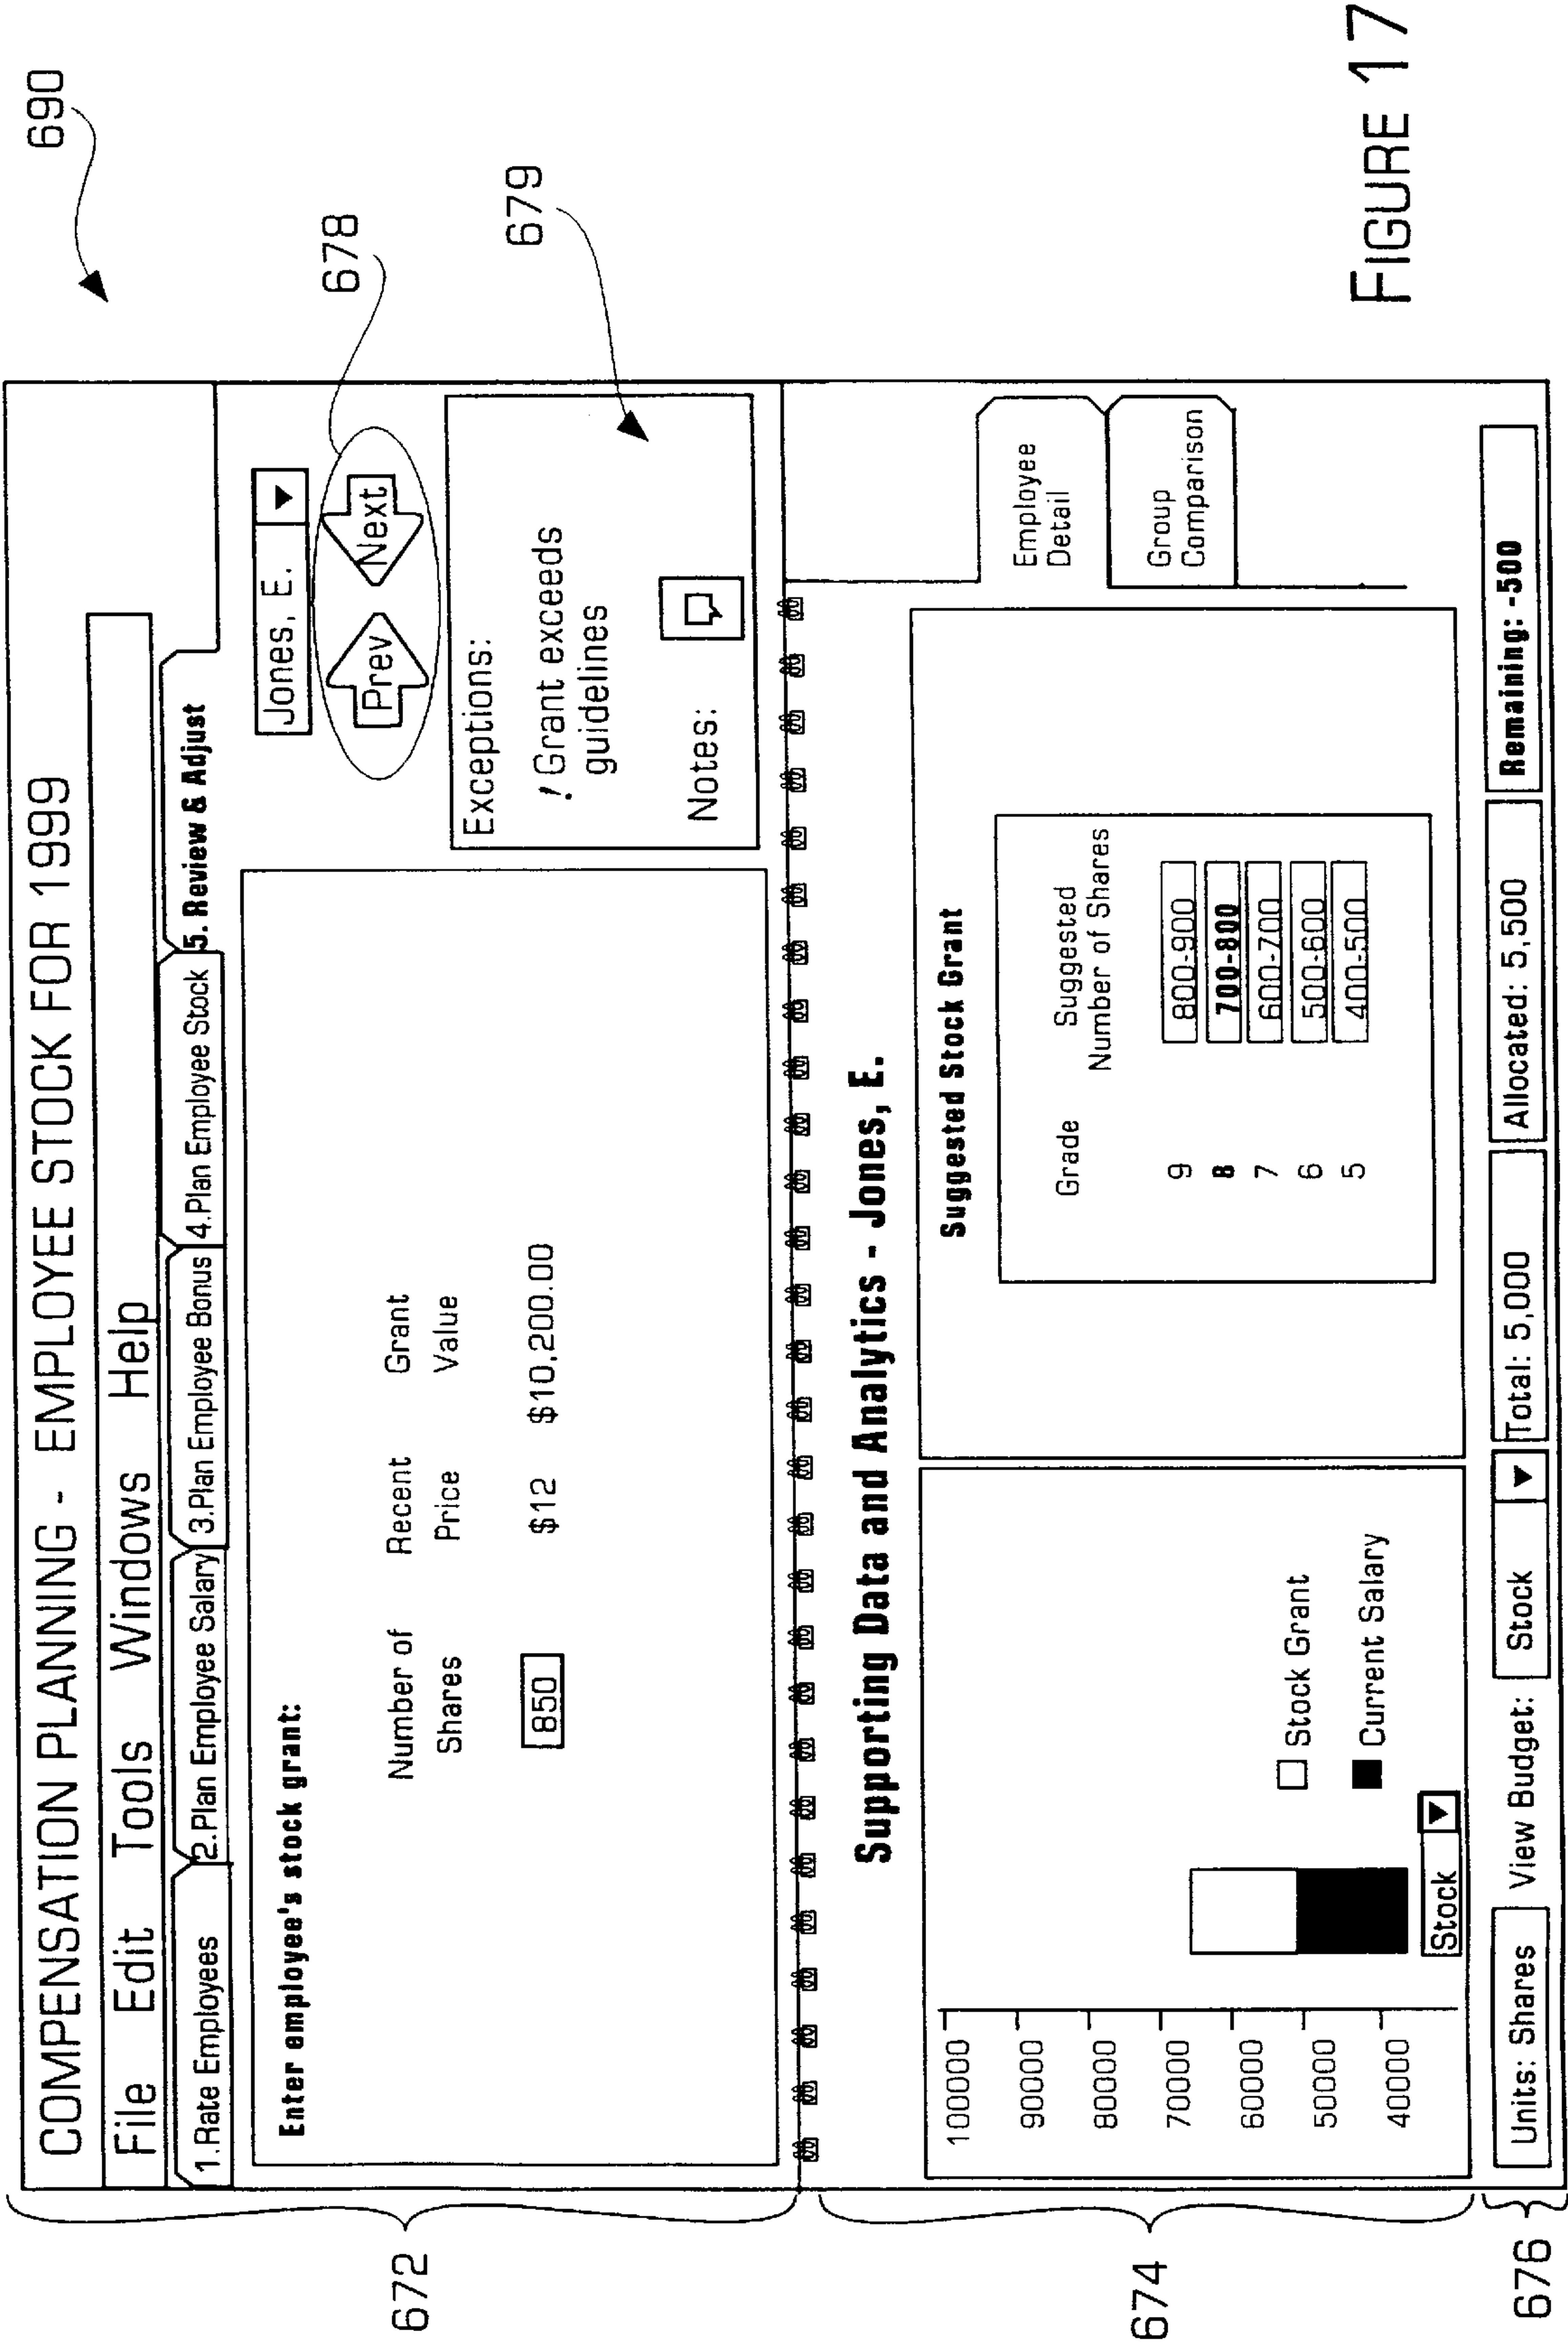 690
COMPENSATION PLANNING - EMPLOYEE STOCK FOR 1999
File Edit Tools Windows Help
1.Rate Employees 2.Plan Employee Salary 3.Plan Employee Bonus 4.Plan Employee Stock 5. Review & Adjust
672
Enter employee's stock grant:
Number of Shares
Recent Price
Grant Value
850 $12 $10,200.00
Jones, E.
678
Prev Next
679
Exceptions:
! Grant exceeds
guidelines
Notes:
674
Supporting Data and Analytics - Jones, E.
100000
90000
80000
70000
60000
50000
40000
Stock Grant
Current Salary
Stock
Suggested Stock Grant
Grade
Suggested
Number of Shares
9 800-900
8 700-800
7 600-700
6 500-600
5 400-500
Employee
Detail
Group
Comparison
676
Units: Shares View Budget: Stock Total: 5,000 Allocated: 5,500 Remaining: -500
FIGURE 17